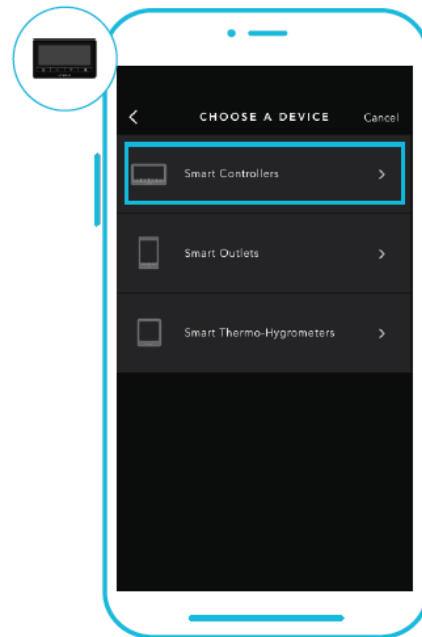 CHOOSE A DEVICE Cancel
Smart Controllers
Smart Outlets
Smart Thermo-Hygrometers